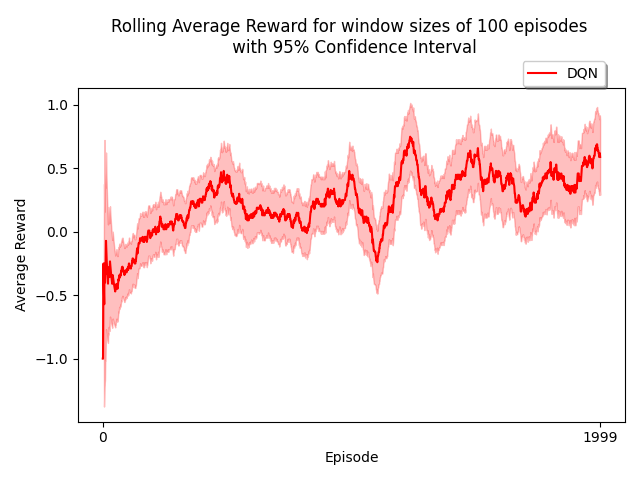 Rolling Average Reward for window sizes of 100 episodes
with 95% Confidence Interval
DQN
1.0
0.5
0.0
−0.5
−1.0
Average Reward
0
1999
Episode